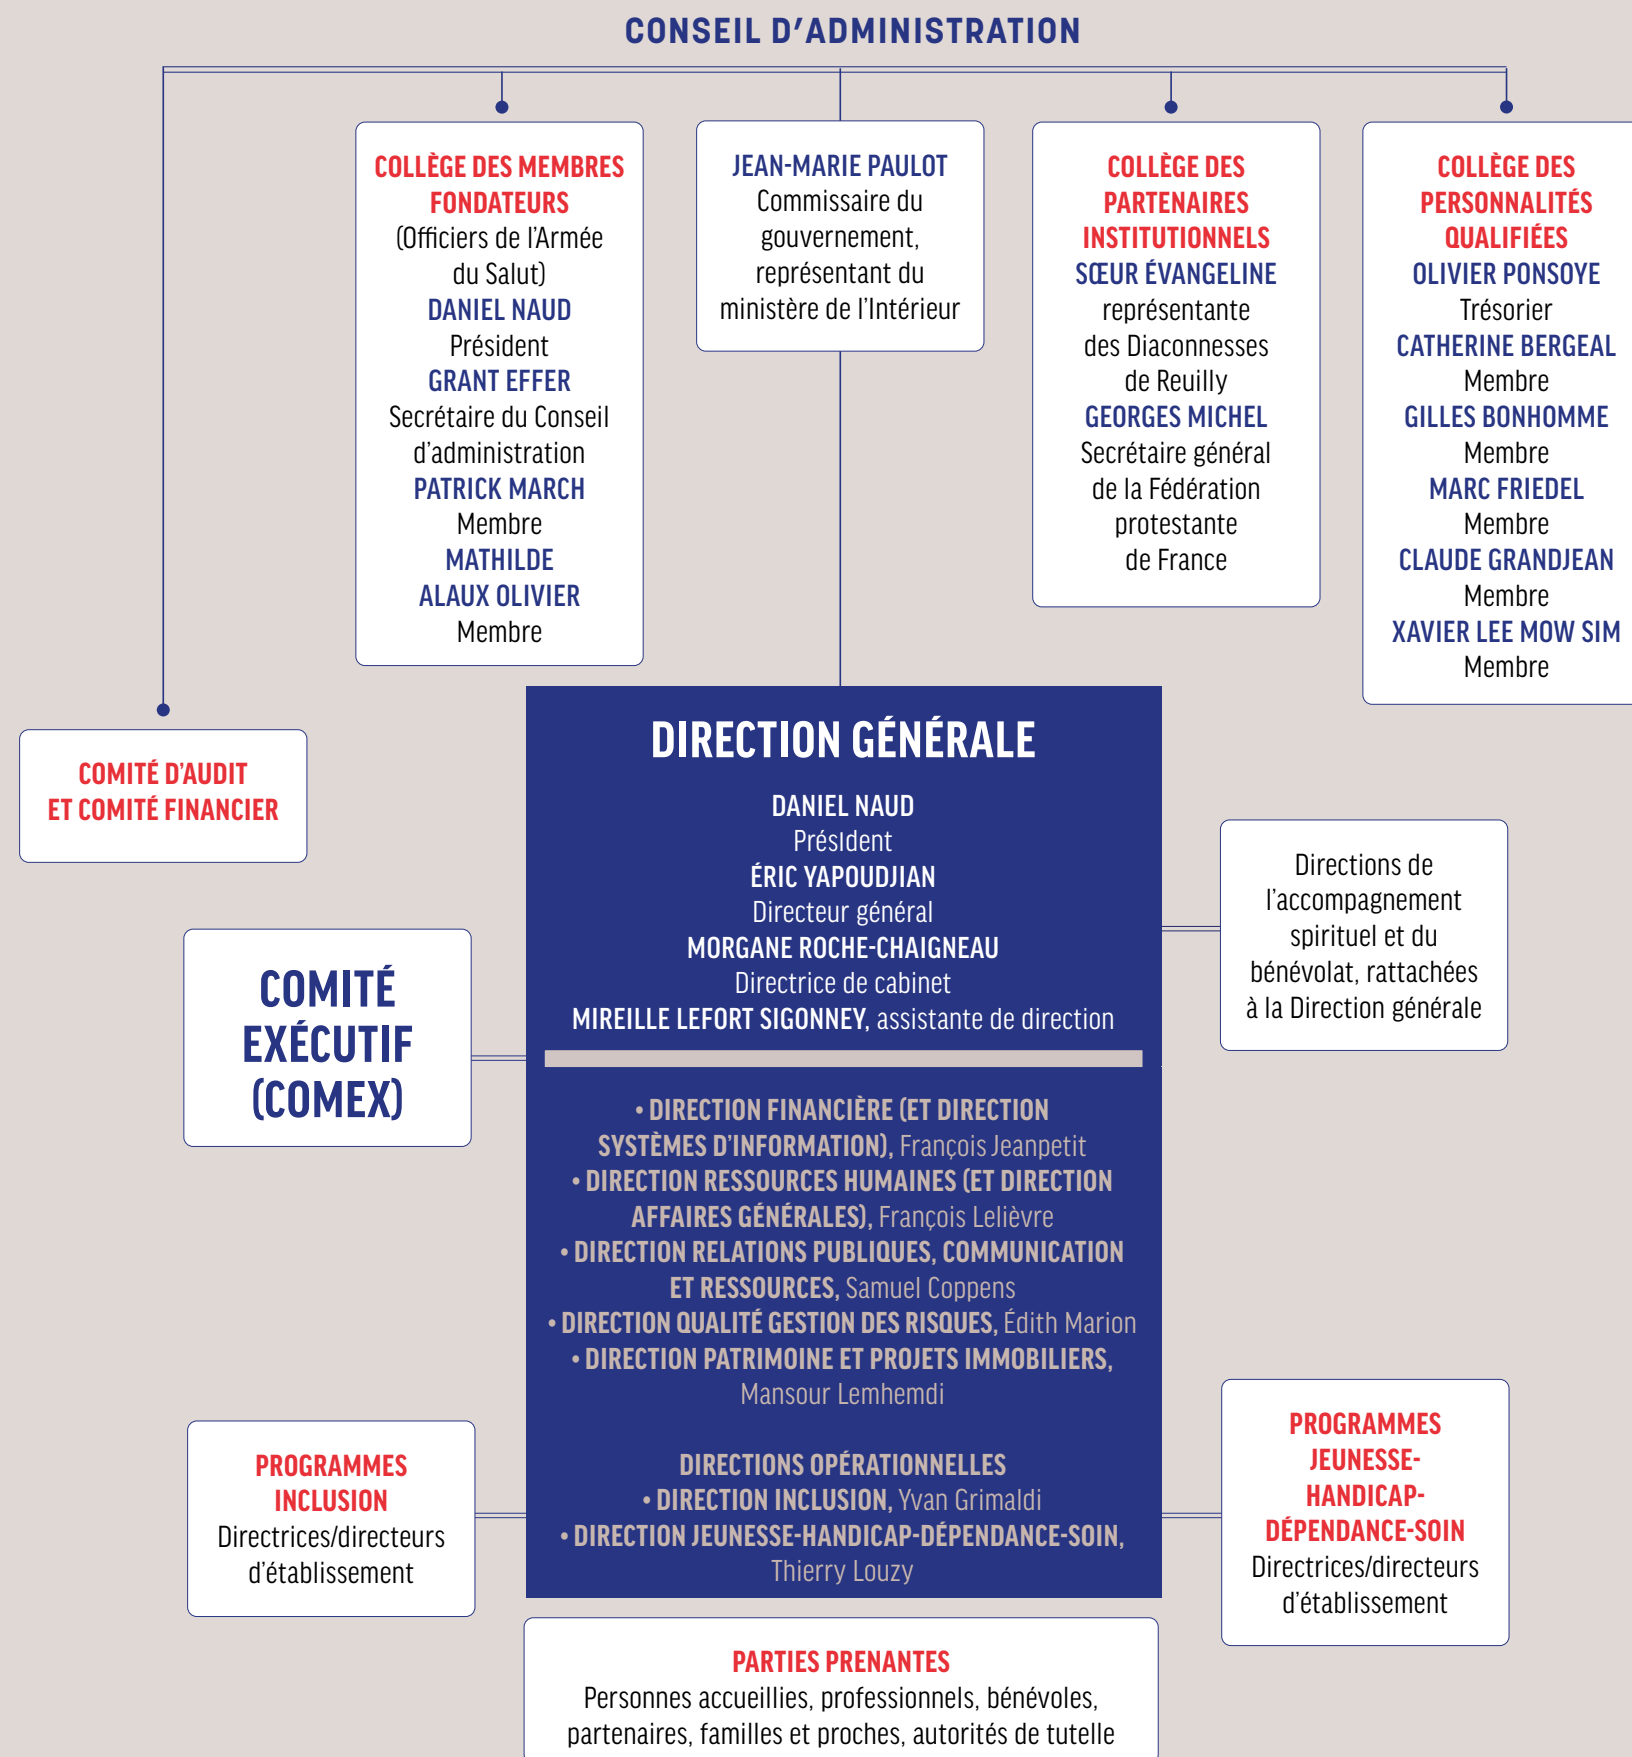 CONSEIL D'ADMINISTRATION
COLLÈGE DES MEMBRES
FONDATEURS
(Officiers de l'Armée
du Salut)
DANIEL NAUD
Président
GRANT EFFER
Secrétaire du Conseil
d'administration
PATRICK MARCH
Membre
MATHILDE
ALAUX OLIVIER
Membre
JEAN-MARIE PAULOT
Commissaire du
gouvernement,
représentant du
ministère de l'Intérieur
COLLÈGE DES
PARTENAIRES
INSTITUTIONNELS
SŒUR ÉVANGELINE
représentante
des Diaconnesses
de Reuilly
GEORGES MICHEL
Secrétaire général
de la Fédération
protestante
de France
COLLÈGE DES
PERSONNALITÉS
QUALIFIÉES
OLIVIER PONSOYE
Trésorier
CATHERINE BERGEAL
Membre
GILLES BONHOMME
Membre
MARC FRIEDEL
Membre
CLAUDE GRANDJEAN
Membre
XAVIER LEE MOW SIM
Membre
COMITÉ D'AUDIT
ET COMITÉ FINANCIER
DIRECTION GÉNÉRALE
DANIEL NAUD
Présıdent
ÉRIC YAPOUDJIAN
Directeur général
MORGANE ROCHE-CHAIGNEAU
Directrice de cabinet
MIREILLE LEFORT SIGONNEY, assistante de direction
Directions de
l'accompagnement
spirituel et du
bénévolat, rattachées
à la Direction générale
COMITÉ
EXÉCUTIF
(COMEX)
• DIRECTION FINANCIÈRE (ET DIRECTION
SYSTÈMES D'INFORMATION), François Jeanpetit
• DIRECTION RESSOURCES HUMAINES (ET DIRECTION
AFFAIRES GÉNÉRALES), François Lelièvre
• DIRECTION RELATIONS PUBLIQUES, COMMUNICATION
ET RESSOURCES, Samuel Coppens
• DIRECTION QUALITÉ GESTION DES RISQUES, Édith Marion
• DIRECTION PATRIMOINE ET PROJETS IMMOBILIERS,
Mansour Lemhemdi
DIRECTIONS OPÉRATIONNELLES
• DIRECTION INCLUSION, Yvan Grimaldi
• DIRECTION JEUNESSE-HANDICAP-DÉPENDANCE-SOIN,
Thierry Louzy
PROGRAMMES
INCLUSION
Directrices/directeurs
d'établissement
PROGRAMMES
JEUNESSE-
HANDICAP-
DÉPENDANCE-SOIN
Directrices/directeurs
d'établissement
PARTIES PRENANTES
Personnes accueillies, professionnels, bénévoles,
partenaires, familles et proches, autorités de tutelle